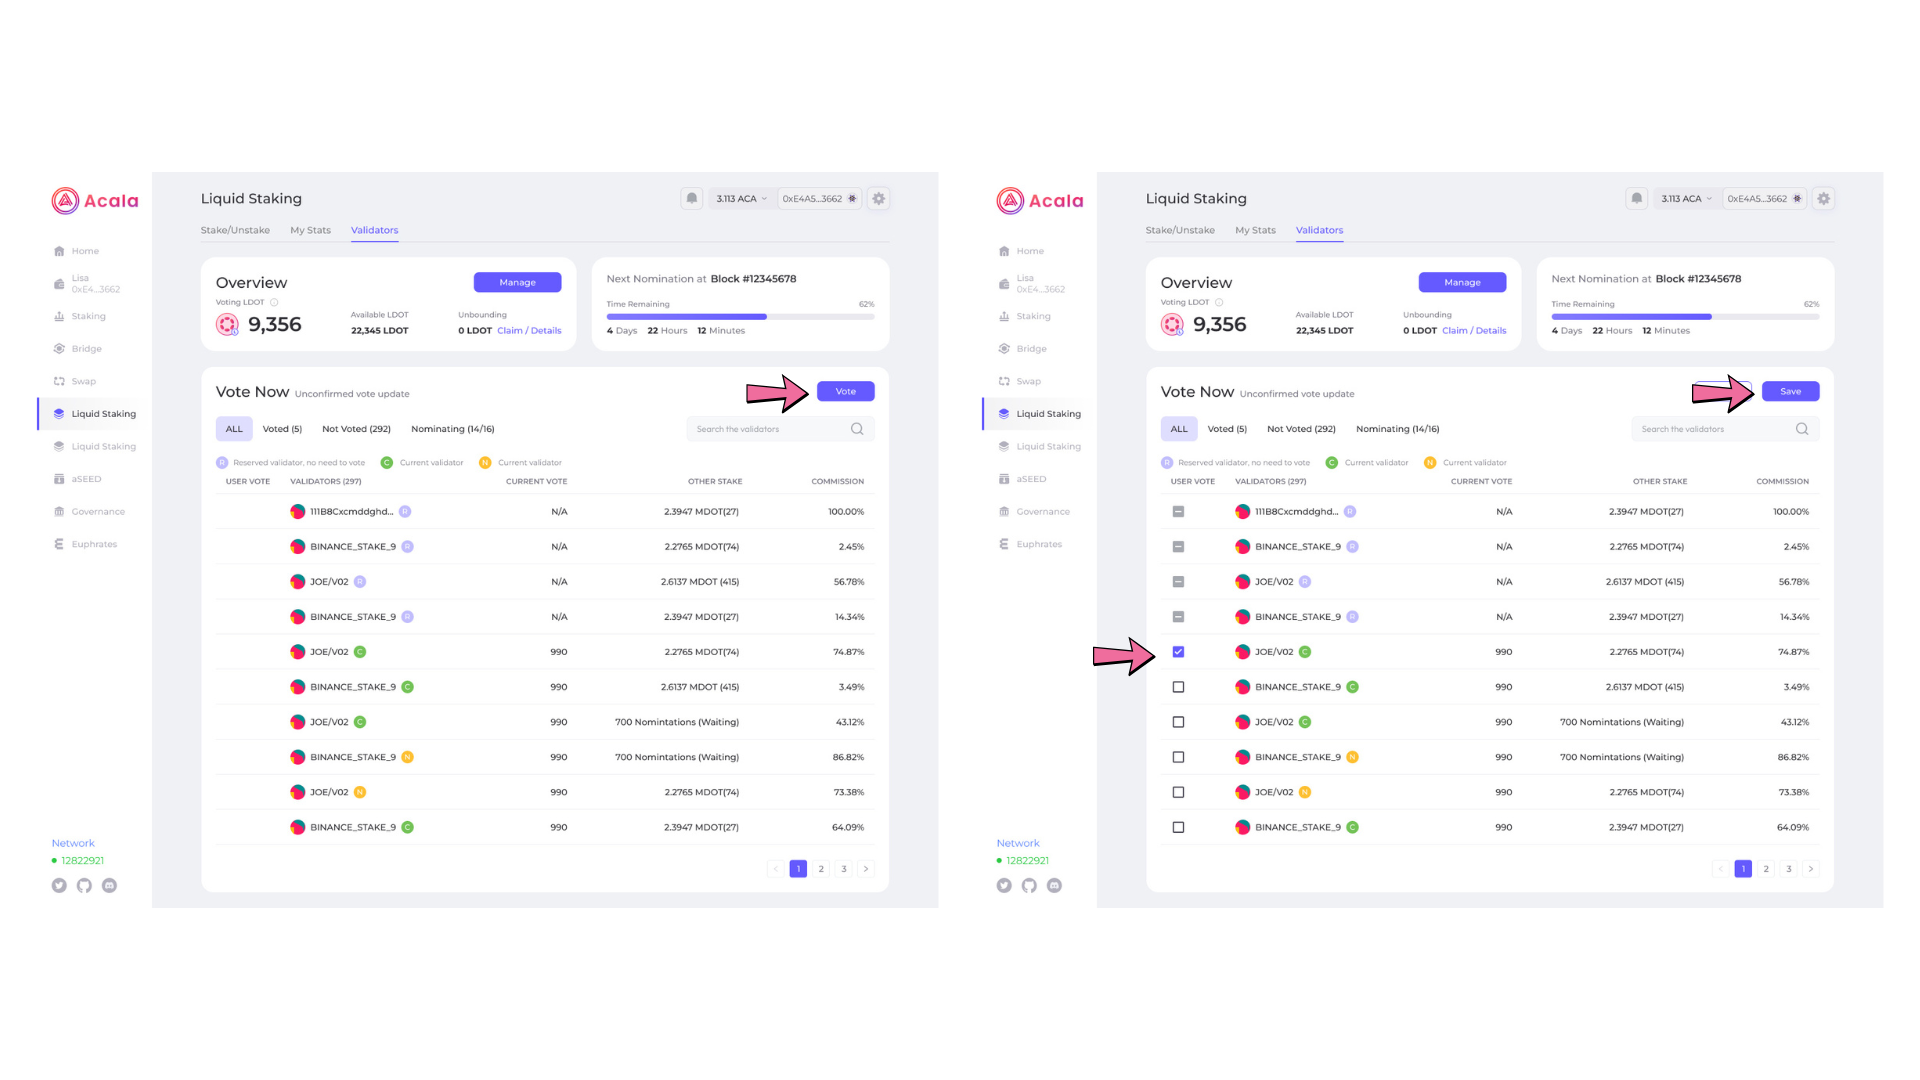 Acala
Liquid Staking
3.113 ACA
0xE4A5...3662
Stake/Unstake My Stats Validators
Home
Lisa
0xE4...3662
Staking
Bridge
Swap
Liquid Staking
Liquid Staking
aSEED
Governance
Euphrates
Network
12822921
Overview
Manage
Voting LDOT
9,356
Available LDOT
22,345 LDOT
Unbounding
0 LDOT Claim / Details
Next Nomination at Block #12345678
Time Remaining 62%
4 Days 22 Hours 12 Minutes
Vote Now Unconfirmed vote update
Vote
ALL Voted (5) Not Voted (292) Nominating (14/16)
Search the validators
R Reserved validator, no need to vote C Current validator N Current validator
USER VOTE VALIDATORS (297) CURRENT VOTE OTHER STAKE COMMISSION
111B8Cxcmddghd... R N/A 2.3947 MDOT(27) 100.00%
BINANCE_STAKE_9 R N/A 2.2765 MDOT(74) 2.45%
JOE/V02 R N/A 2.6137 MDOT (415) 56.78%
BINANCE_STAKE_9 R N/A 2.3947 MDOT(27) 14.34%
JOE/V02 C 990 2.2765 MDOT(74) 74.87%
BINANCE_STAKE_9 C 990 2.6137 MDOT (415) 3.49%
JOE/V02 C 990 700 Nomintations (Waiting) 43.12%
BINANCE_STAKE_9 N 990 700 Nomintations (Waiting) 86.82%
JOE/V02 N 990 2.2765 MDOT(74) 73.38%
BINANCE_STAKE_9 C 990 2.3947 MDOT(27) 64.09%
< 1 2 3 >
Acala
Liquid Staking
3.113 ACA
0xE4A5...3662
Stake/Unstake My Stats Validators
Home
Lisa
0xE4...3662
Staking
Bridge
Swap
Liquid Staking
Liquid Staking
aSEED
Governance
Euphrates
Network
12822921
Overview
Manage
Voting LDOT
9,356
Available LDOT
22,345 LDOT
Unbounding
0 LDOT Claim / Details
Next Nomination at Block #12345678
Time Remaining 62%
4 Days 22 Hours 12 Minutes
Vote Now Unconfirmed vote update
Save
ALL Voted (5) Not Voted (292) Nominating (14/16)
Search the validators
R Reserved validator, no need to vote C Current validator N Current validator
USER VOTE VALIDATORS (297) CURRENT VOTE OTHER STAKE COMMISSION
111B8Cxcmddghd... R N/A 2.3947 MDOT(27) 100.00%
BINANCE_STAKE_9 R N/A 2.2765 MDOT(74) 2.45%
JOE/V02 R N/A 2.6137 MDOT (415) 56.78%
BINANCE_STAKE_9 R N/A 2.3947 MDOT(27) 14.34%
JOE/V02 C 990 2.2765 MDOT(74) 74.87%
BINANCE_STAKE_9 C 990 2.6137 MDOT (415) 3.49%
JOE/V02 C 990 700 Nomintations (Waiting) 43.12%
BINANCE_STAKE_9 N 990 700 Nomintations (Waiting) 86.82%
JOE/V02 N 990 2.2765 MDOT(74) 73.38%
BINANCE_STAKE_9 C 990 2.3947 MDOT(27) 64.09%
< 1 2 3 >